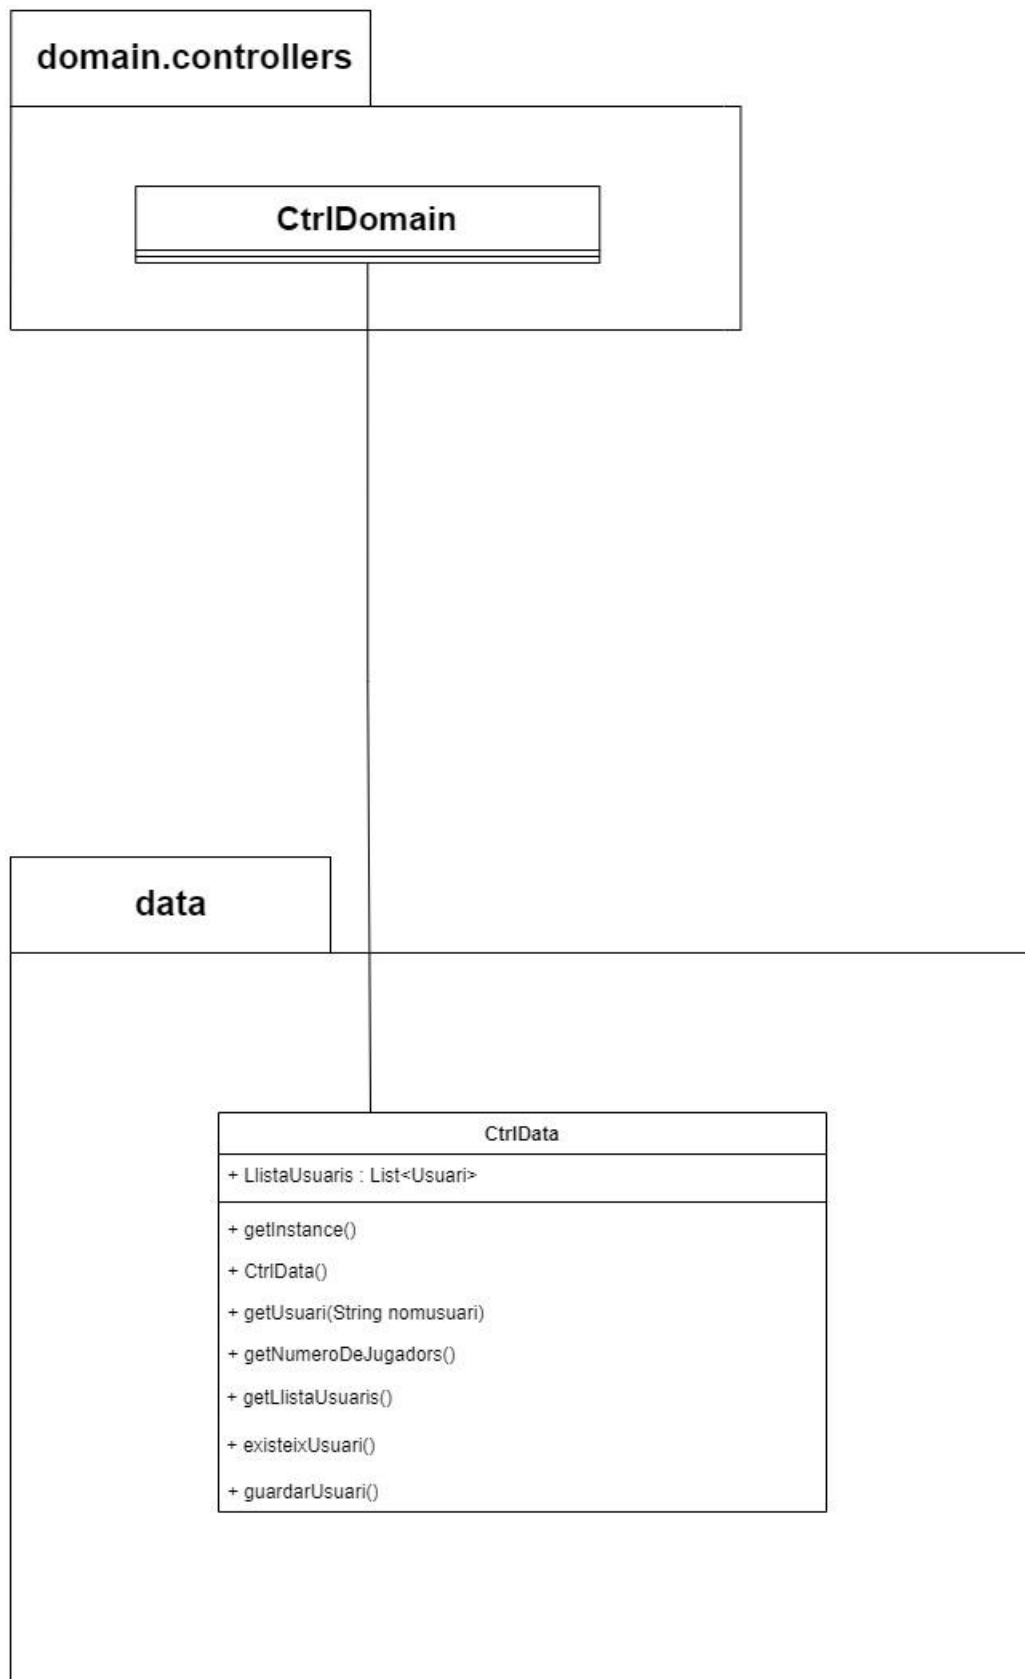 domain.controllers
CtrlDomain
data
CtrlData
+ LlistaUsuaris : List<Usuari>
+ getInstance()
+ CtrlData()
+ getUsuari(String nomusuari)
+ getNumeroDeJugadors()
+ getLlistaUsuaris()
+ existeixUsuari()
+ guardarUsuari()